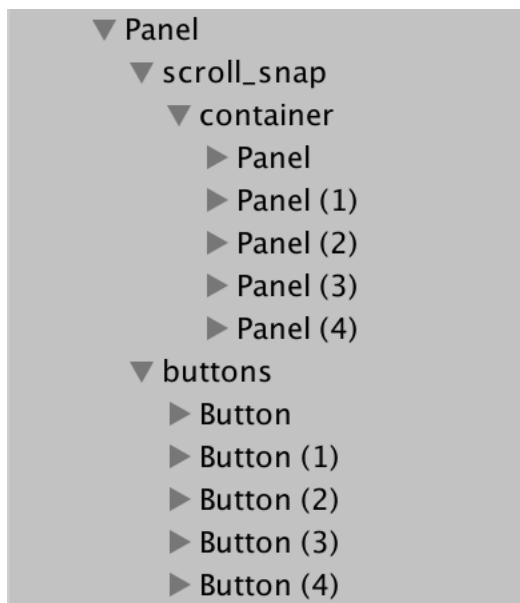 Panel
scroll_snap
container
Panel
Panel (1)
Panel (2)
Panel (3)
Panel (4)
buttons
Button
Button (1)
Button (2)
Button (3)
Button (4)